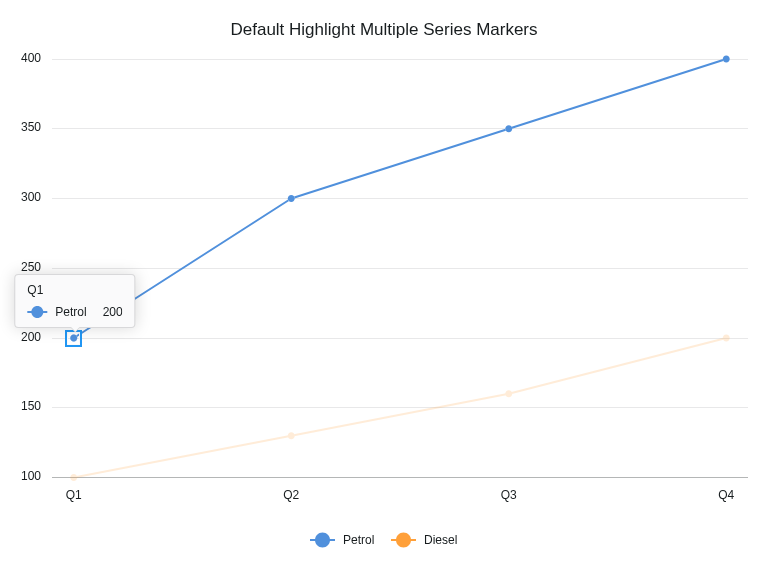 Default Highlight Multiple Series Markers
400
350
300
250
200
150
100
Q1
Petrol 200
Q1 Q2 Q3 Q4
Petrol Diesel